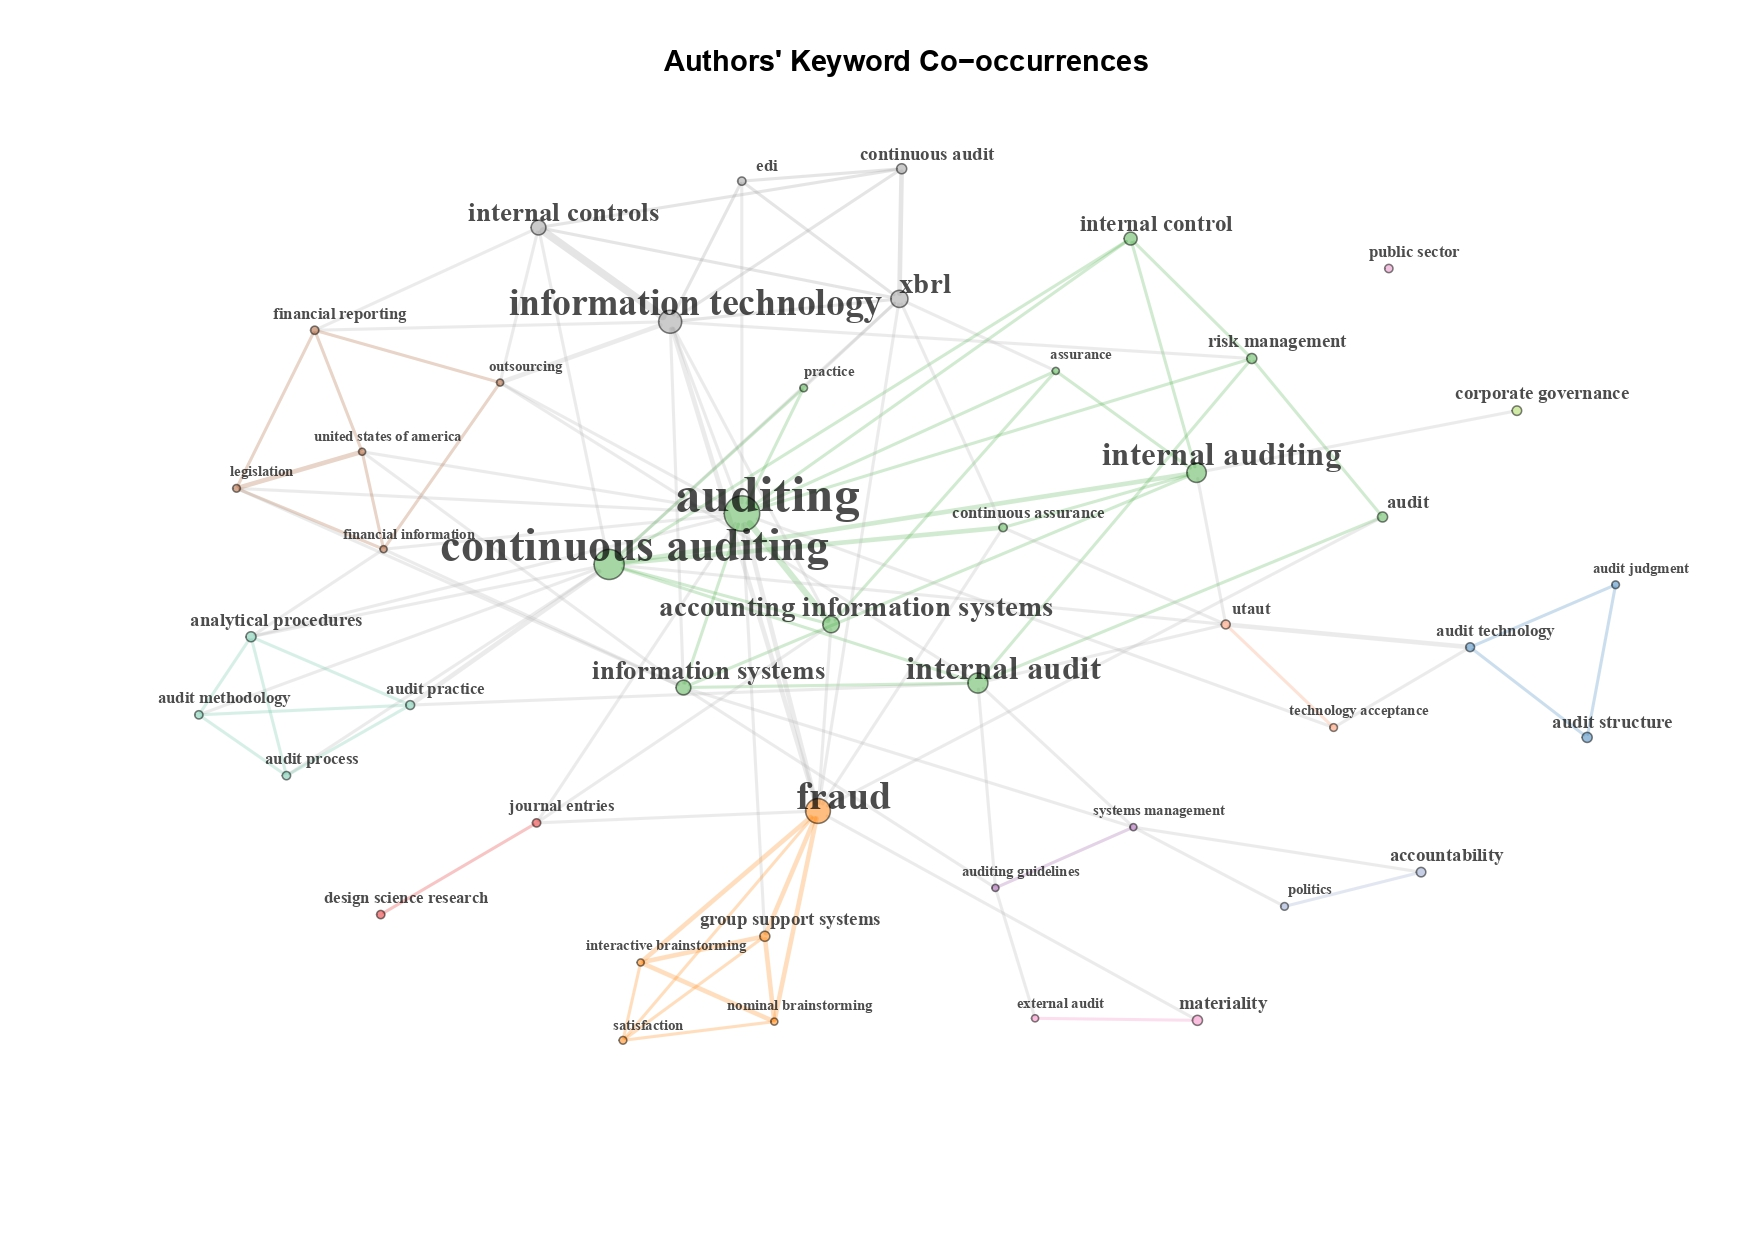 Authors' Keyword Co−occurrences
continuous audit
edi
internal controls
internal control
public sector
xbrl
information technology
financial reporting
risk management
assurance
outsourcing
practice
corporate governance
united states of america
internal auditing
legislation
auditing
audit
continuous assurance
financial information
continuous auditing
audit judgment
accounting information systems
utaut
analytical procedures
audit technology
internal audit
information systems
audit practice
audit methodology
technology acceptance
audit structure
audit process
fraud
journal entries
systems management
accountability
auditing guidelines
politics
design science research
group support systems
interactive brainstorming
external audit
materiality
nominal brainstorming
satisfaction